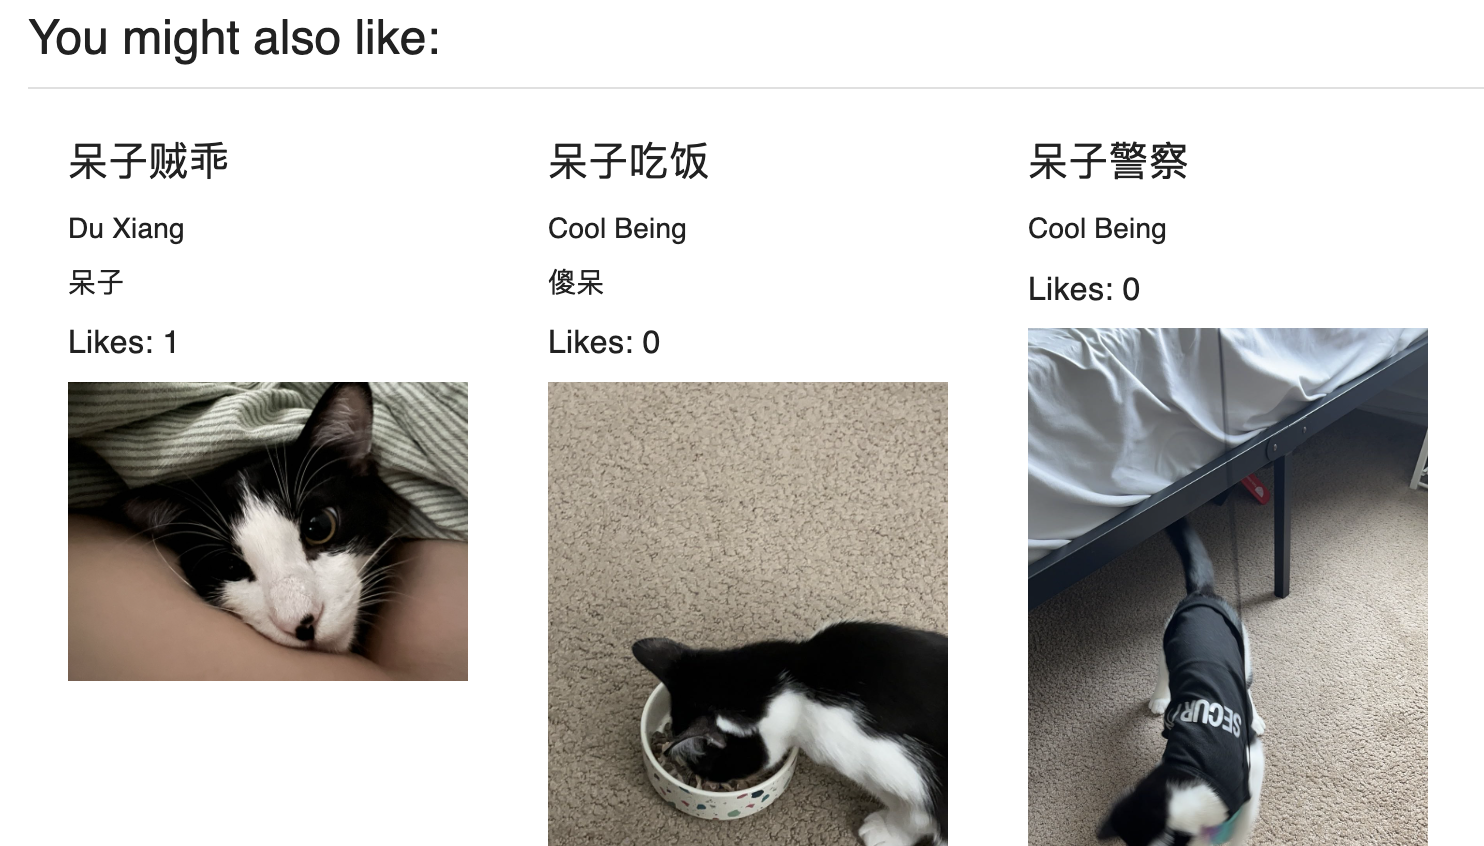 You might also like:
呆子贼乖
Du Xiang
呆子
Likes: 1
呆子吃饭
Cool Being
傻呆
Likes: 0
呆子警察
Cool Being
Likes: 0
SECURI